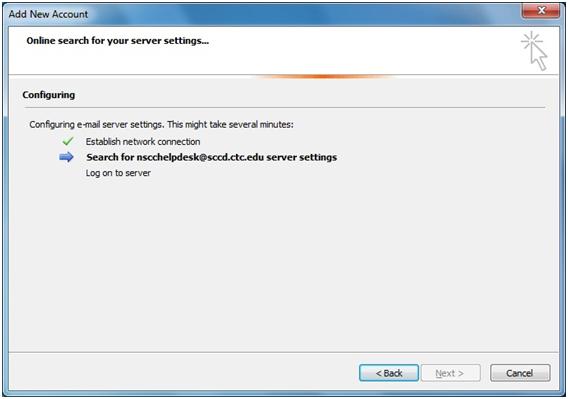 Add New Account
Online search for your server settings...
Configuring
Configuring e-mail server settings. This might take several minutes:
Establish network connection
Search for nscchelpdesk@sccd.ctc.edu server settings
Log on to server
< Back
Next >
Cancel